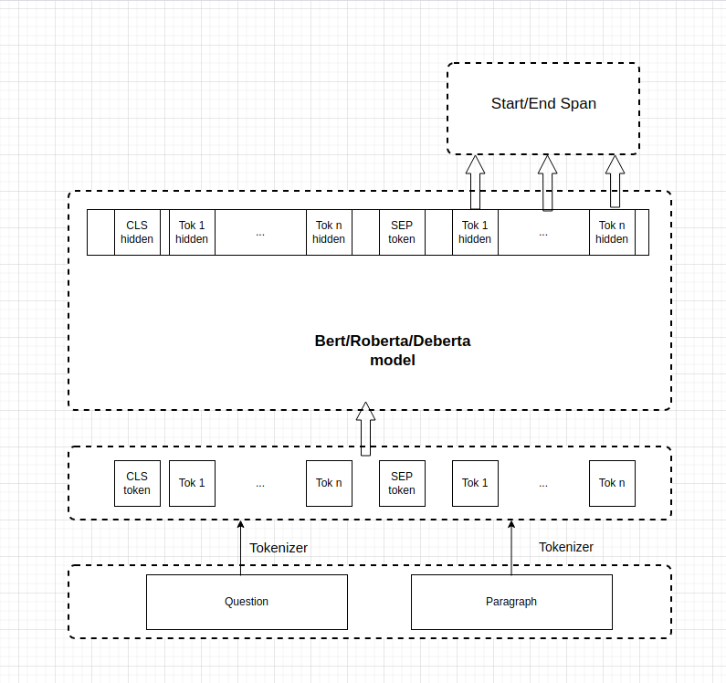 Start/End Span
CLS
hidden
Tok 1
hidden
...
Tok n
hidden
SEP
token
Tok 1
hidden
...
Tok n
hidden
Bert/Roberta/Deberta
model
CLS
token
Tok 1
...
Tok n
SEP
token
Tok 1
...
Tok n
Tokenizer
Tokenizer
Question
Paragraph